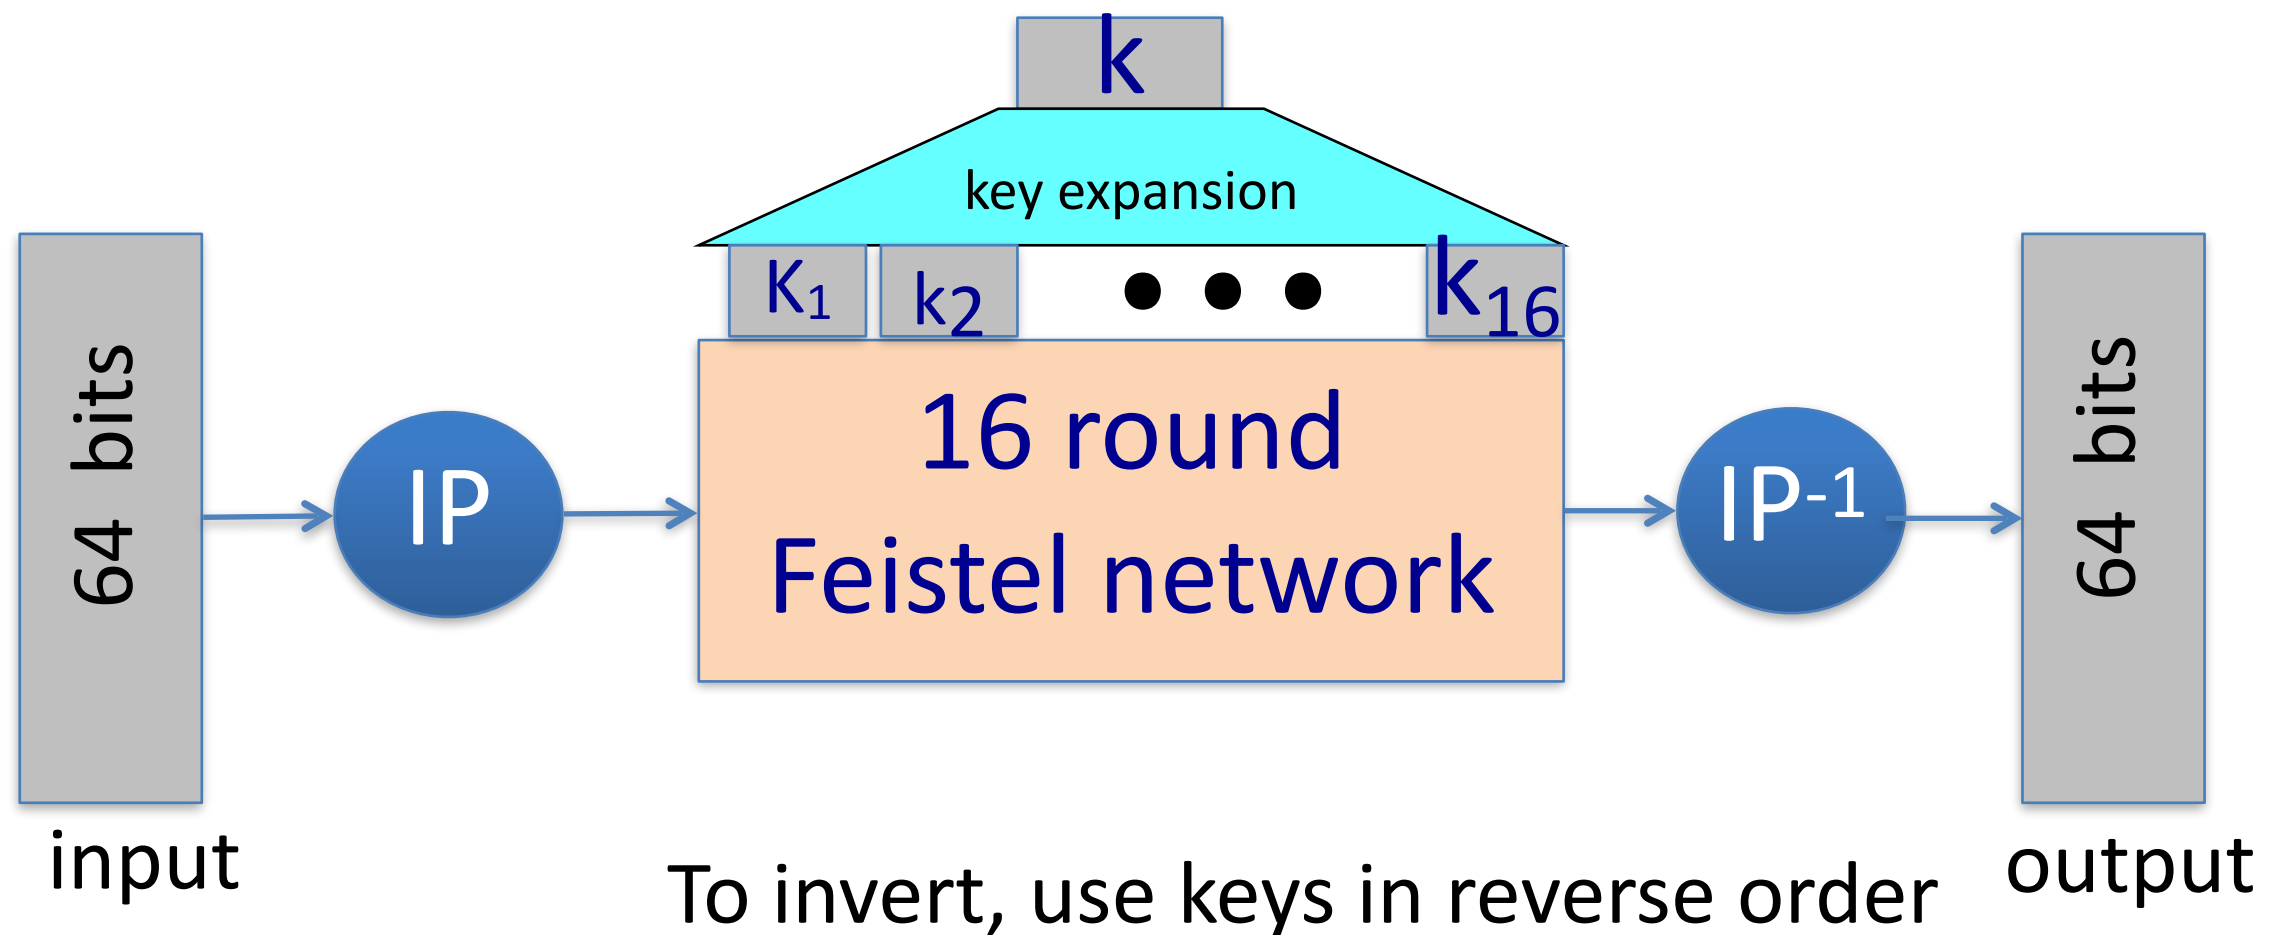 k
key expansion
K1 k2 • • • k16
64 bits
IP
16 round
Feistel network
IP-1
64 bits
input
output
To invert, use keys in reverse order